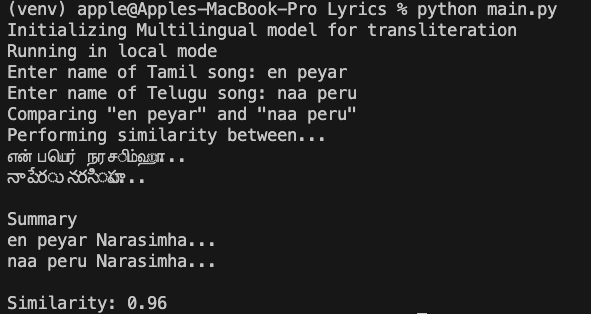 (venv) apple@Apples-MacBook-Pro Lyrics % python main.py
Initializing Multilingual model for transliteration
Running in local mode
Enter name of Tamil song: en peyar
Enter name of Telugu song: naa peru
Comparing "en peyar" and "naa peru"
Performing similarity between...
என் பெயர் நரசிம்ஹா..
నా పేరు నరసింహా..

Summary
en peyar Narasimha...
naa peru Narasimha...

Similarity: 0.96